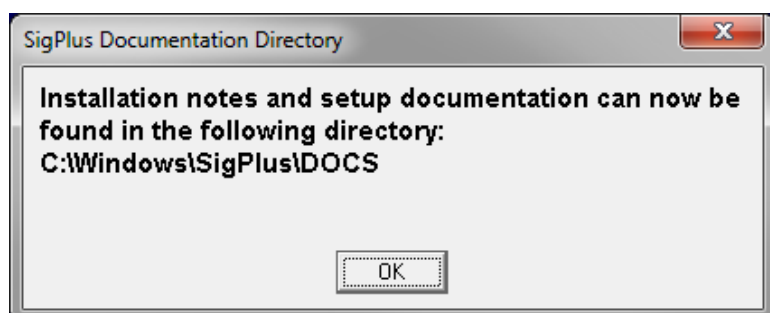 SigPlus Documentation Directory
Installation notes and setup documentation can now be
found in the following directory:
C:\Windows\SigPlus\DOCS
OK